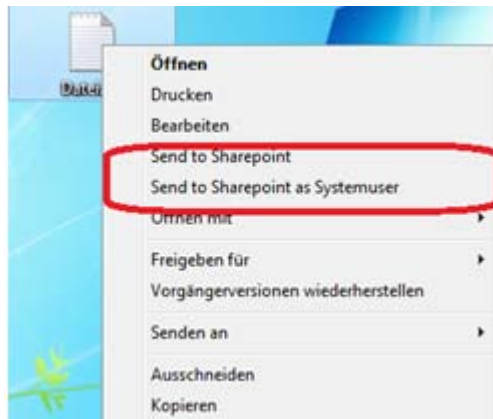 Öffnen
Drucken
Bearbeiten
Send to Sharepoint
Send to Sharepoint as Systemuser
Öffnen mit
Freigeben für
Vorgängerversionen wiederherstellen
Senden an
Ausschneiden
Kopieren